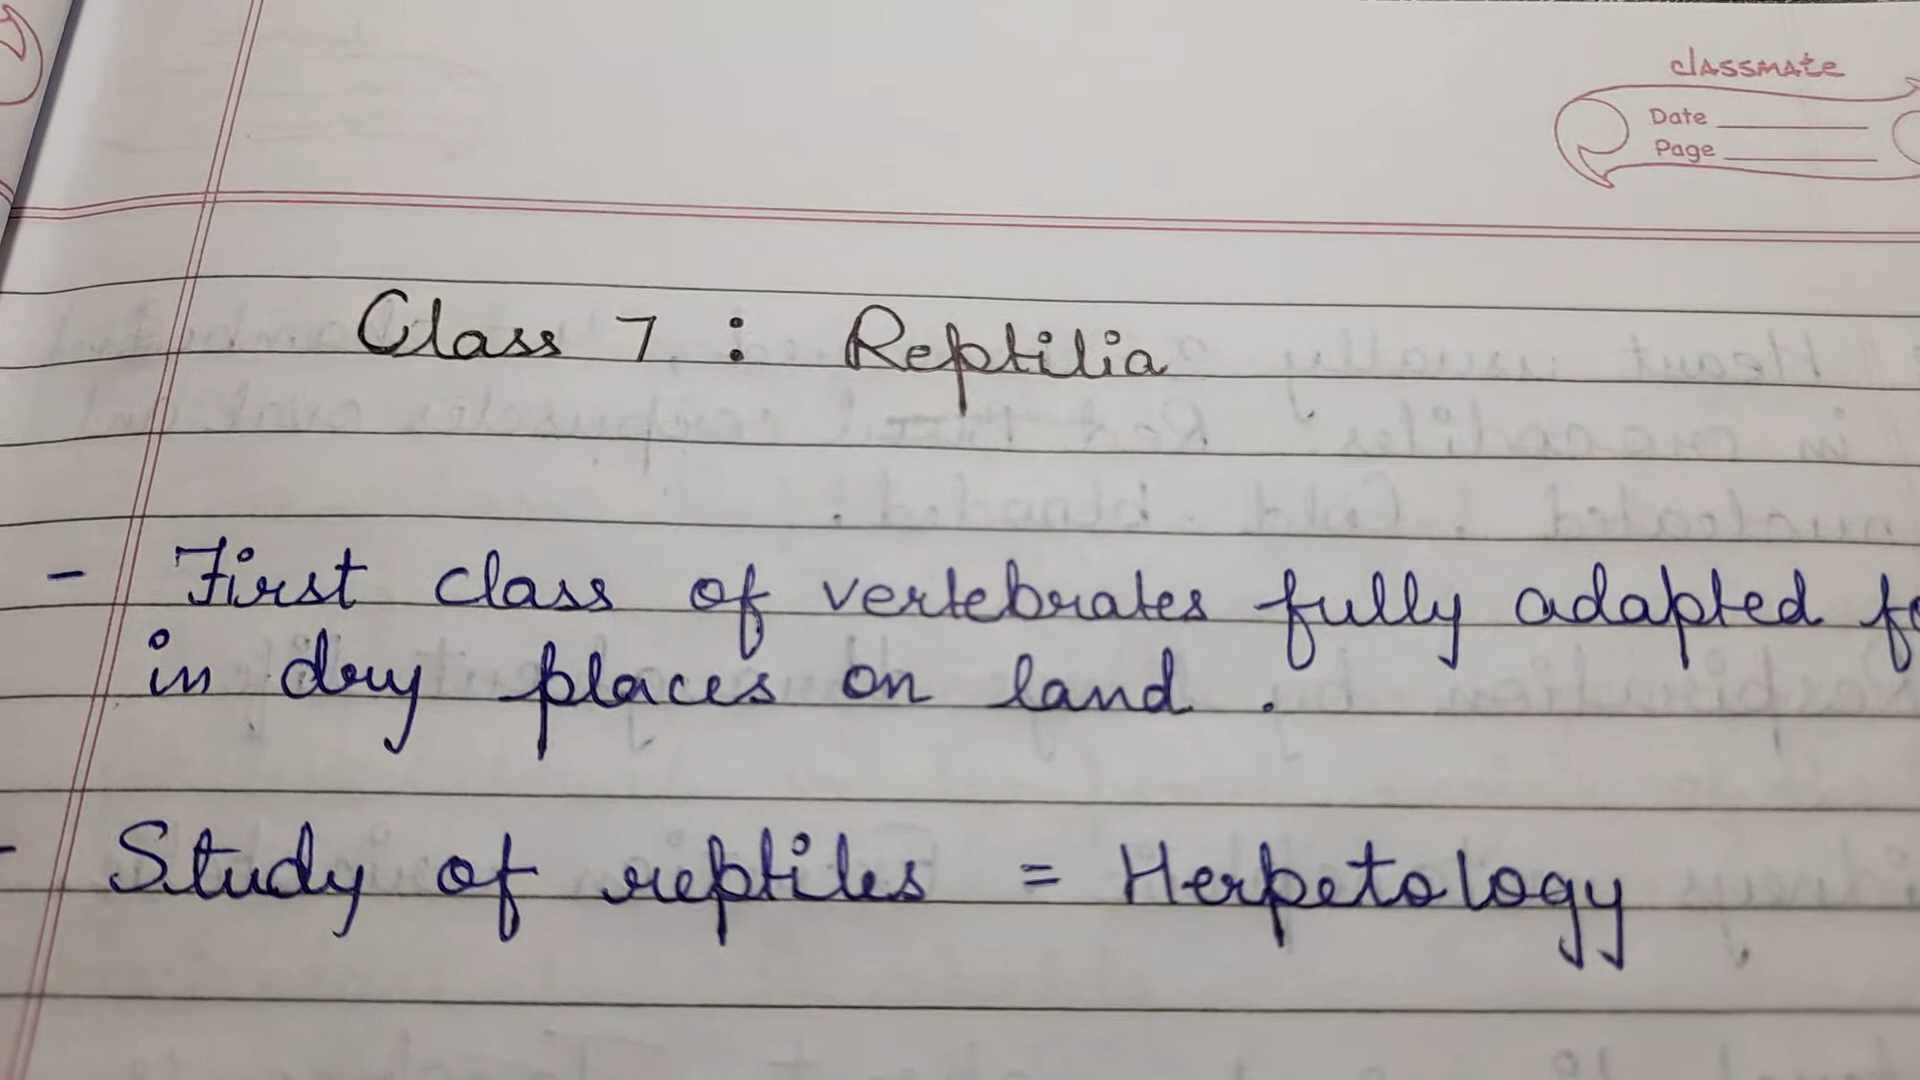 classmate
Date
Page
Class 7 : Reptilia
- First class of vertebrates fully adapted
in dry places on land .
- Study of reptiles = Herpetology